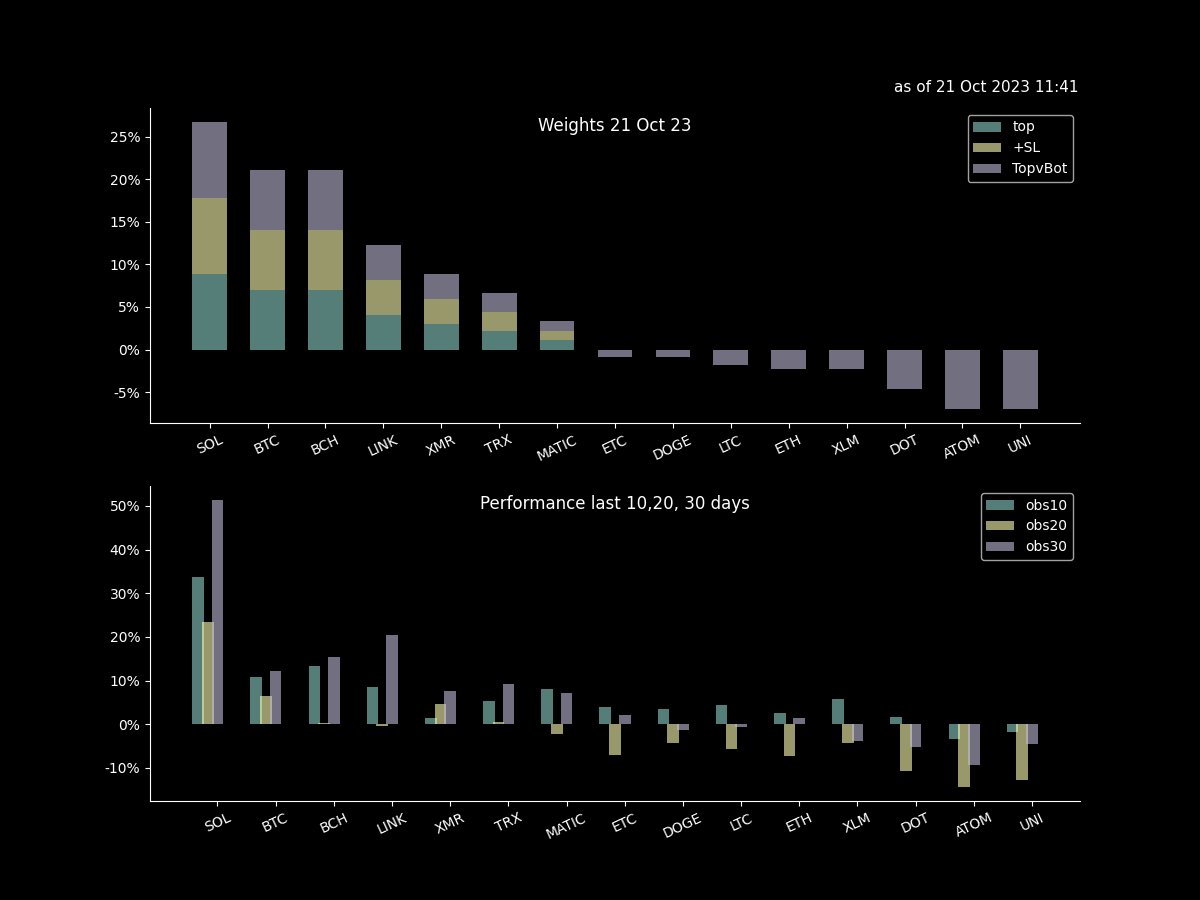 as of 21 Oct 2023 11:41
Weights 21 Oct 23
top
+SL
TopvBot
25%
20%
15%
10%
5%
0%
-5%
SOL BTC BCH LINK XMR TRX MATIC ETC DOGE LTC ETH XLM DOT ATOM UNI
Performance last 10,20, 30 days
obs10
obs20
obs30
50%
40%
30%
20%
10%
0%
-10%
SOL BTC BCH LINK XMR TRX MATIC ETC DOGE LTC ETH XLM DOT ATOM UNI